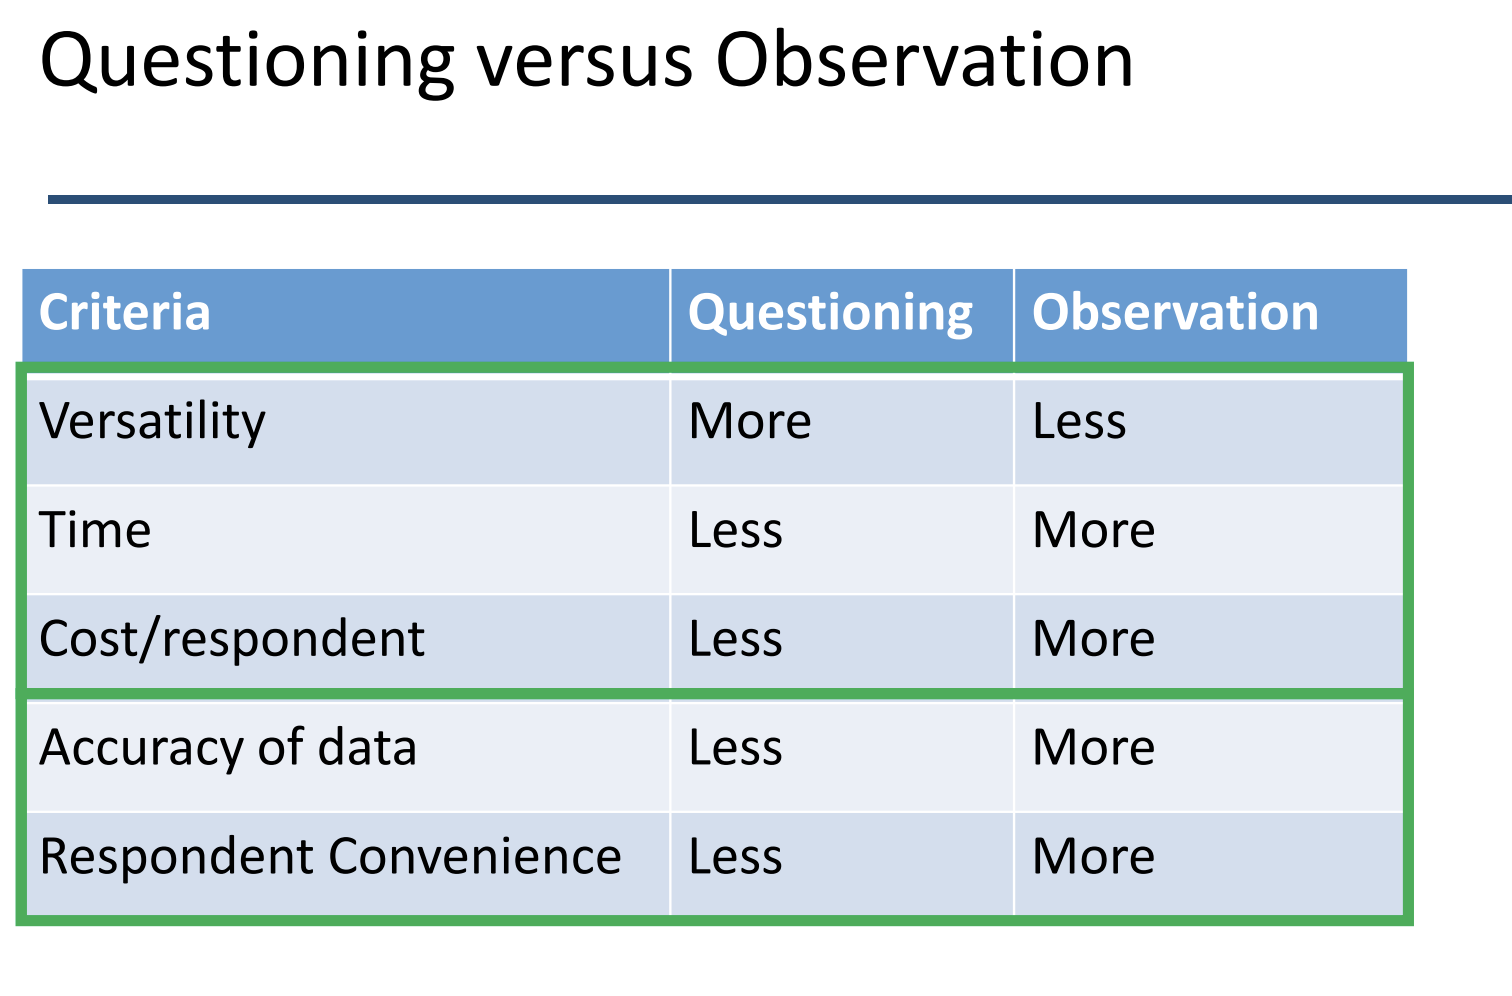 Questioning versus Observation
Criteria Questioning Observation
Versatility More Less
Time Less More
Cost/respondent Less More
Accuracy of data Less More
Respondent Convenience Less More